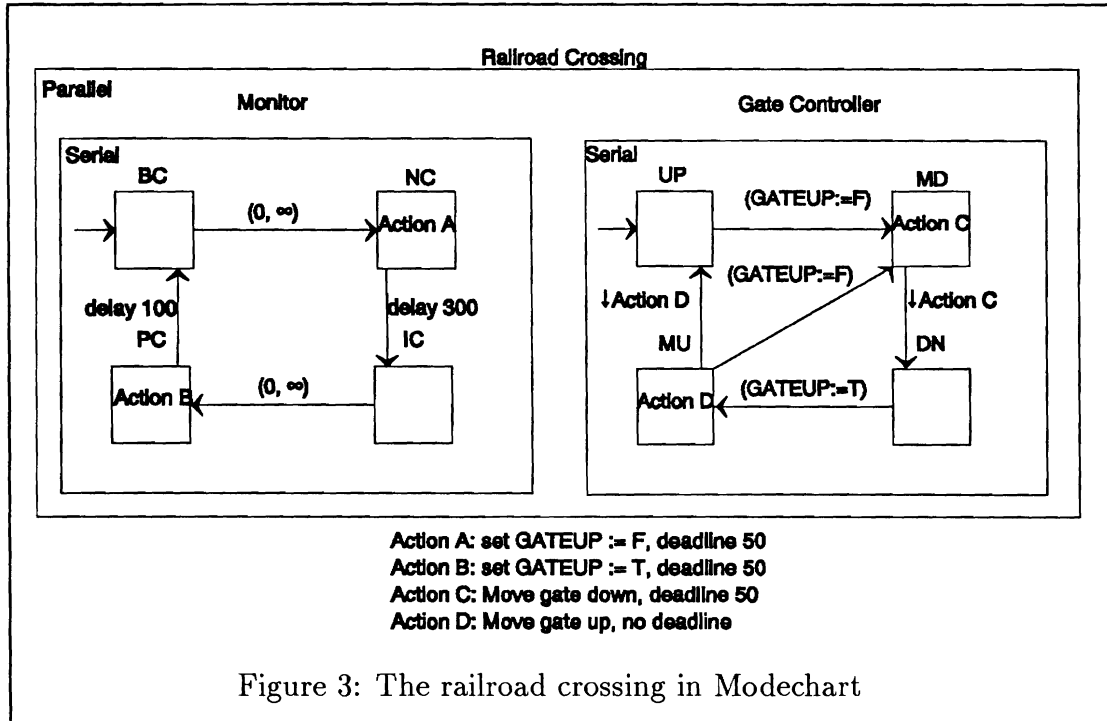 Railroad Crossing
Parallel
Monitor
Gate Controller
Serial
BC
NC
(0, ∞)
Action A
delay 100
delay 300
PC
IC
Action B
(0, ∞)
Serial
UP
MD
(GATEUP:=F)
Action C
(GATEUP:=F)
↓Action D
↓Action C
MU
DN
Action D
(GATEUP:=T)
Action A: set GATEUP := F, deadline 50
Action B: set GATEUP := T, deadline 50
Action C: Move gate down, deadline 50
Action D: Move gate up, no deadline
Figure 3: The railroad crossing in Modechart